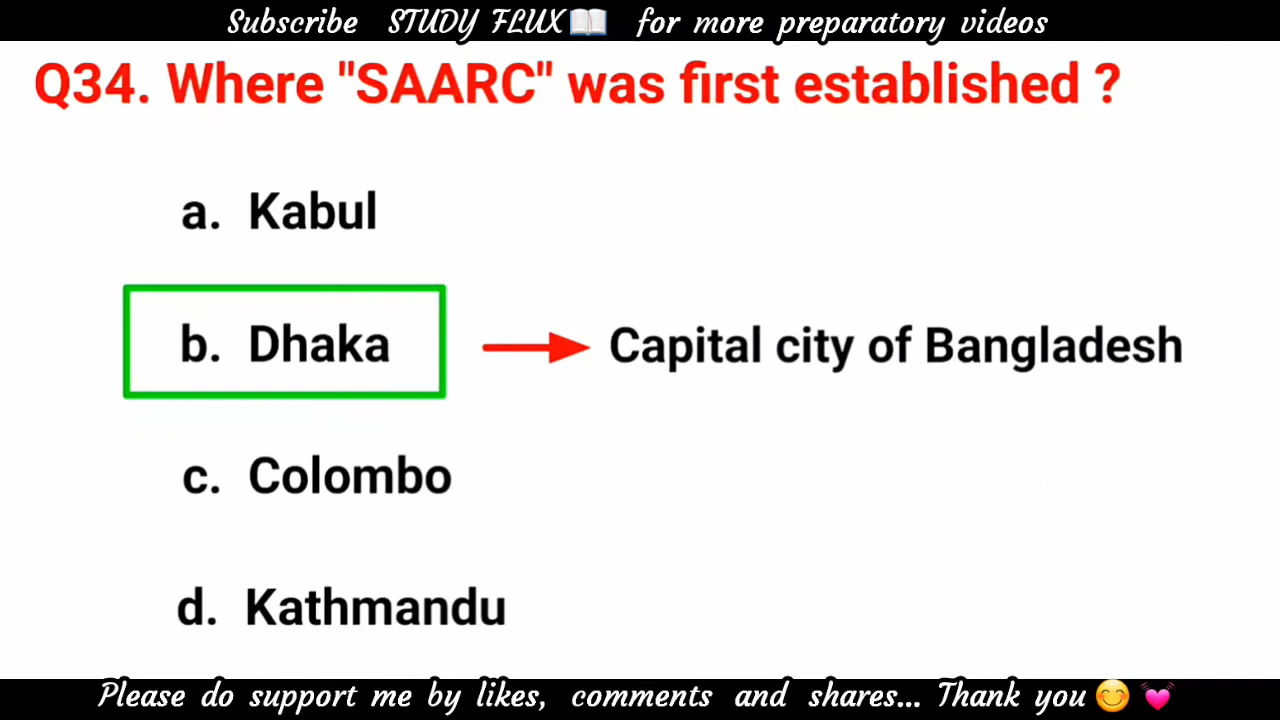 Subscribe STUDY FLUX📖 for more preparatory videos
Q34. Where "SAARC" was first established ?
a. Kabul
b. Dhaka → Capital city of Bangladesh
c. Colombo
d. Kathmandu
Please do support me by likes, comments and shares... Thank you 😊 💓